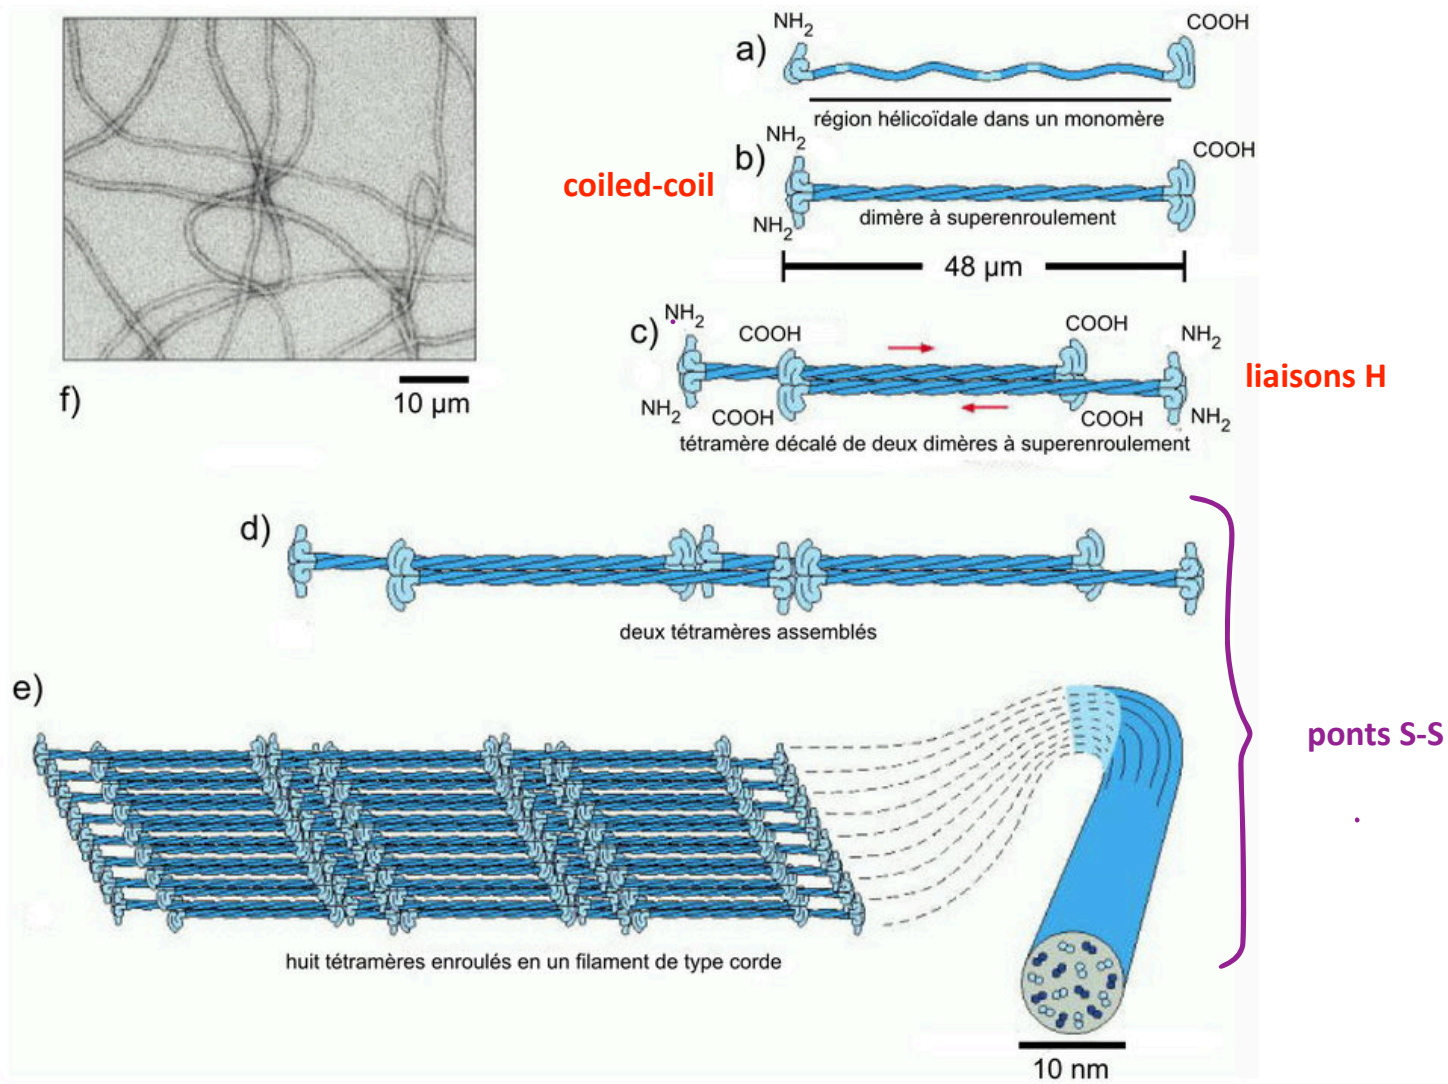 a)
NH2
COOH
région hélicoïdale dans un monomère
b)
NH2
COOH
coiled-coil
dimère à superenroulement
NH2
48 µm
c)
NH2
COOH
COOH
NH2
liaisons H
NH2
COOH
COOH
NH2
tétramère décalé de deux dimères à superenroulement
f)
10 µm
d)
deux tétramères assemblés
e)
ponts S-S
huit tétramères enroulés en un filament de type corde
10 nm